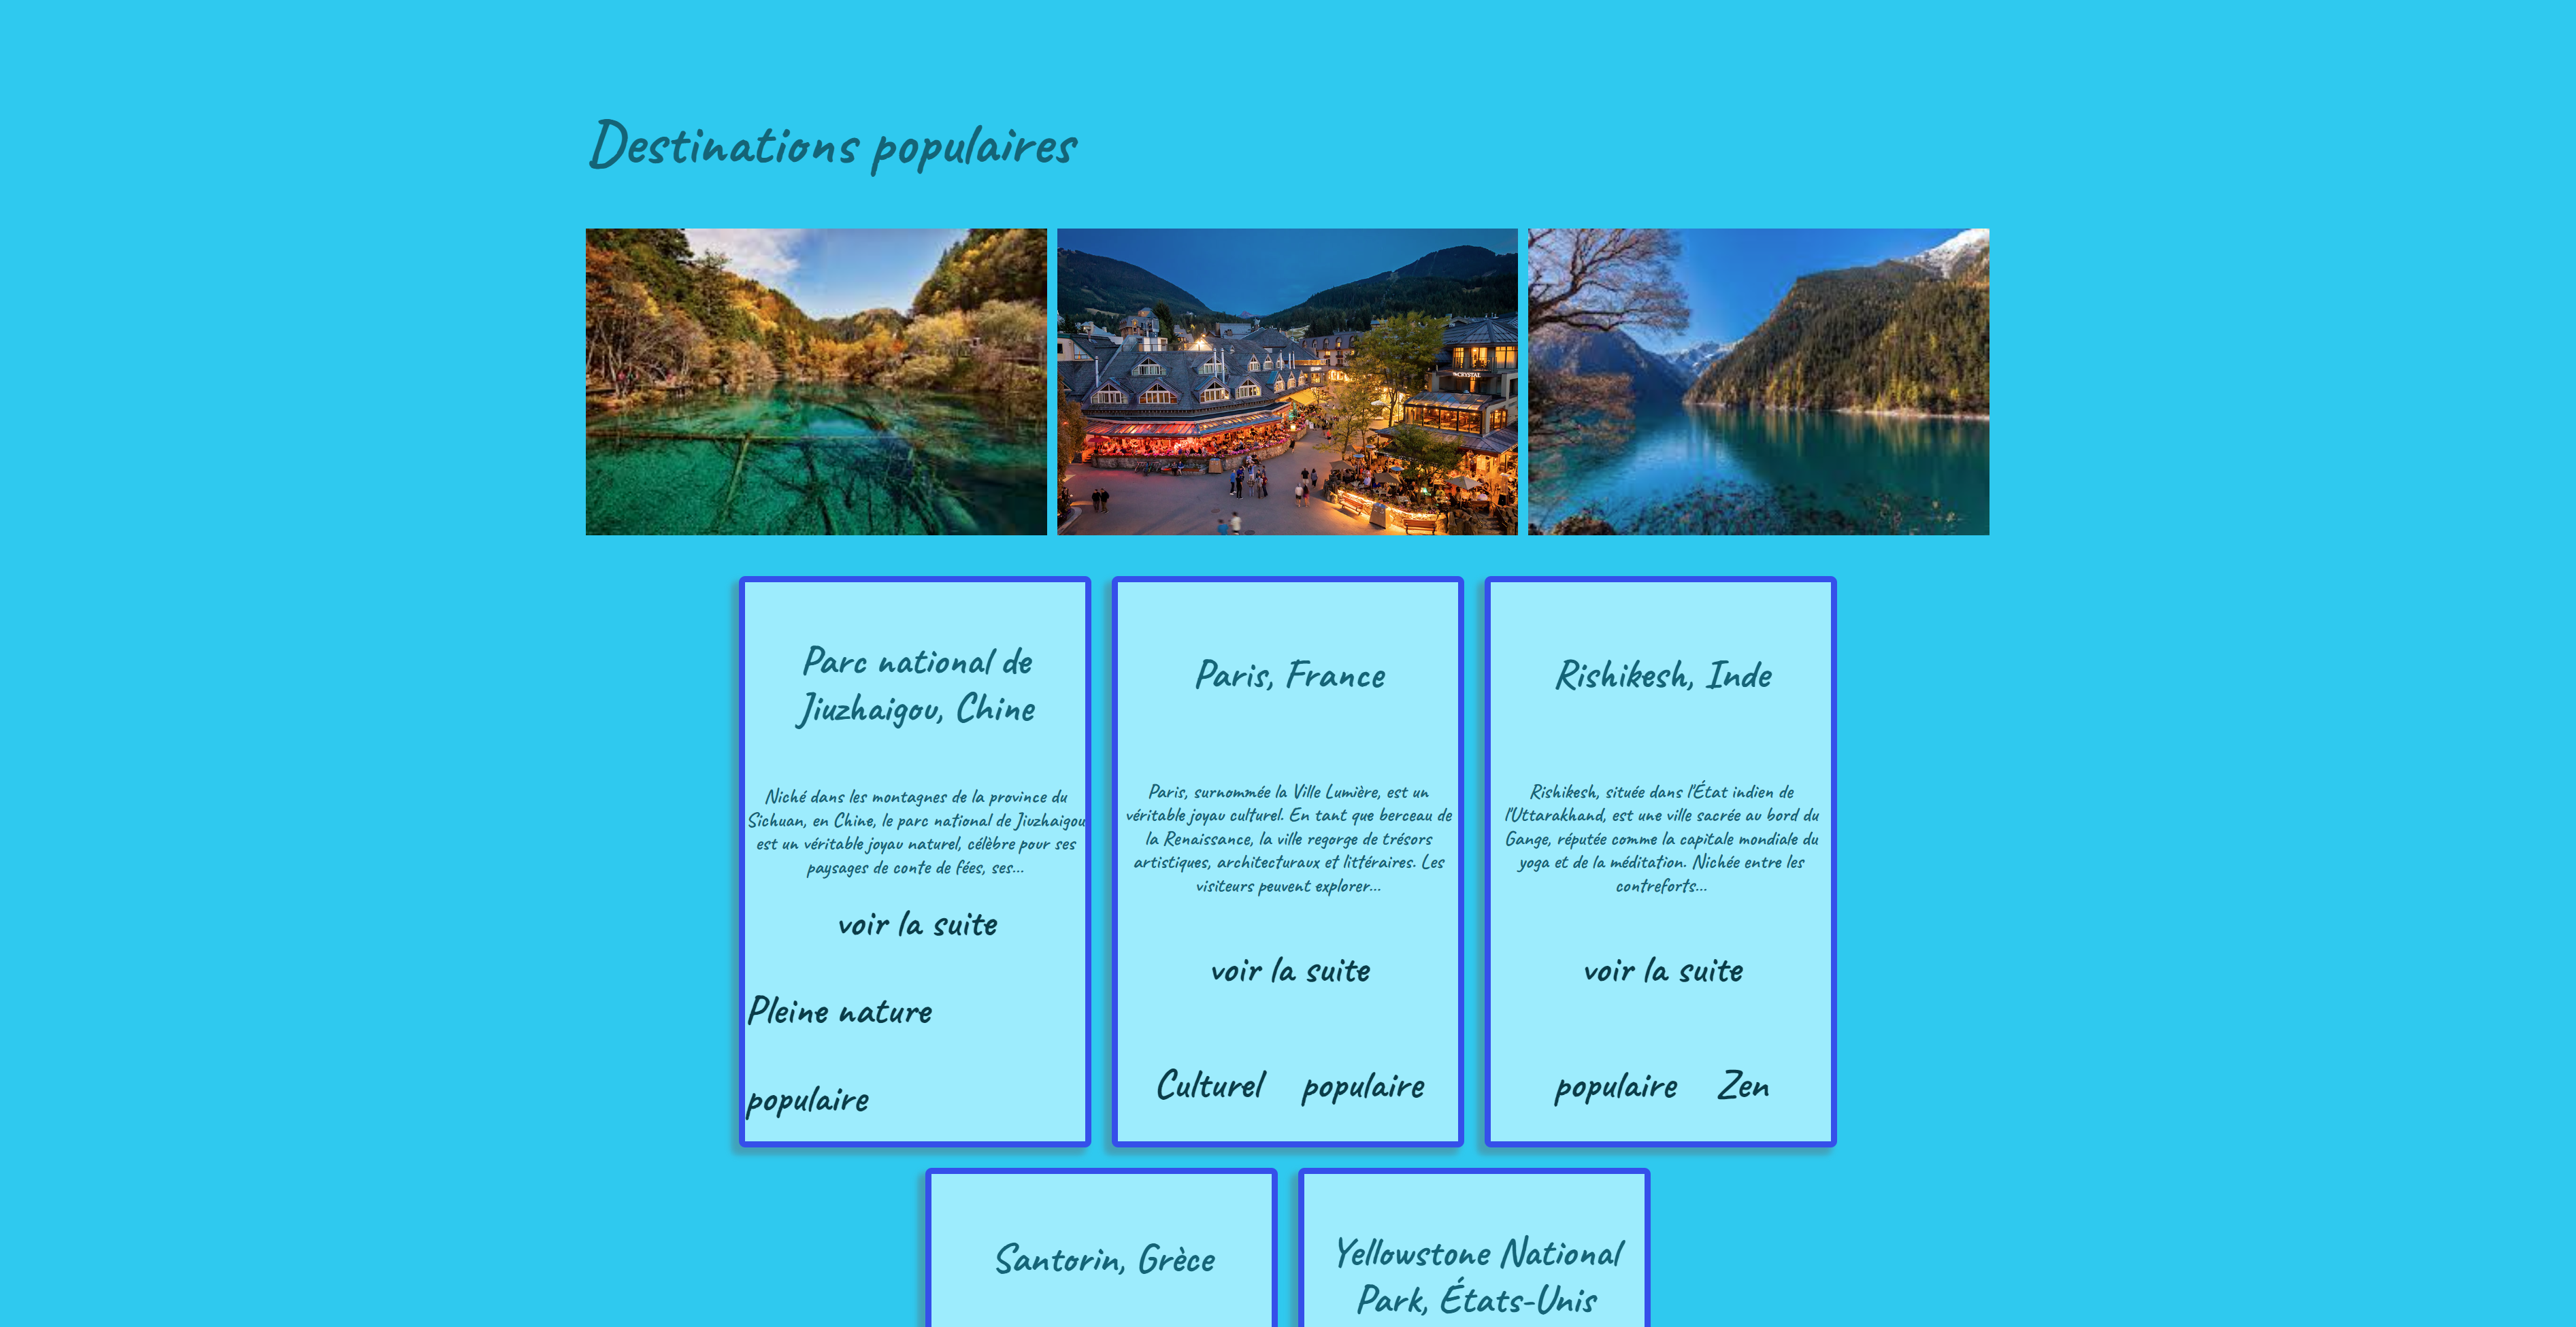 Destinations populaires
CRYSTAL
Parc national de
Jiuzhaigou, Chine
Niché dans les montagnes de la province du
Sichuan, en Chine, le parc national de Jiuzhaigou
est un véritable joyau naturel, célèbre pour ses
paysages de conte de fées, ses...
voir la suite
Pleine nature
populaire
Paris, France
Paris, surnommée la Ville Lumière, est un
véritable joyau culturel. En tant que berceau de
la Renaissance, la ville regorge de trésors
artistiques, architecturaux et littéraires. Les
visiteurs peuvent explorer...
voir la suite
Culturel populaire
Rishikesh, Inde
Rishikesh, située dans l'État indien de
l'Uttarakhand, est une ville sacrée au bord du
Gange, réputée comme la capitale mondiale du
yoga et de la méditation. Nichée entre les
contreforts...
voir la suite
populaire Zen
Santorin, Grèce
Yellowstone National
Park, États-Unis